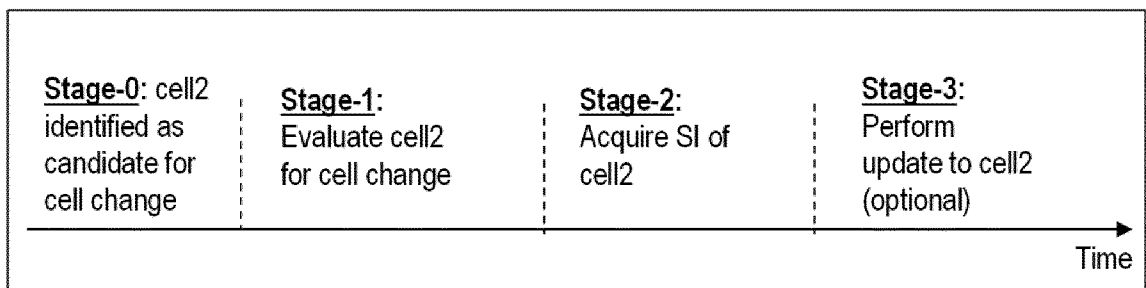 Stage-0: cell2
identified as
candidate for
cell change
Stage-1:
Evaluate cell2
for cell change
Stage-2:
Acquire SI of
cell2
Stage-3:
Perform
update to cell2
(optional)
Time